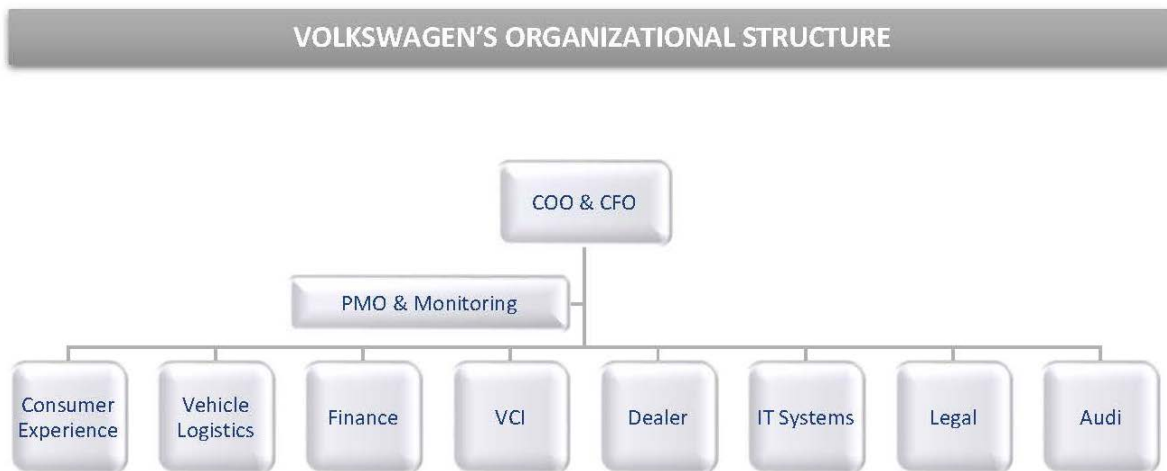 VOLKSWAGEN'S ORGANIZATIONAL STRUCTURE
COO & CFO
PMO & Monitoring
Consumer
Experience
Vehicle
Logistics
Finance
VCI
Dealer
IT Systems
Legal
Audi